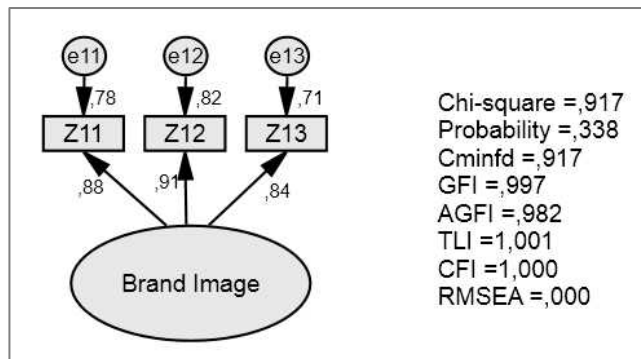 e11 e12 e13
,78 ,82 ,71
Z11 Z12 Z13
,88 ,91 ,84
Brand Image
Chi-square =,917
Probability =,338
Cminfd =,917
GFI =,997
AGFI =,982
TLI =1,001
CFI =1,000
RMSEA =,000